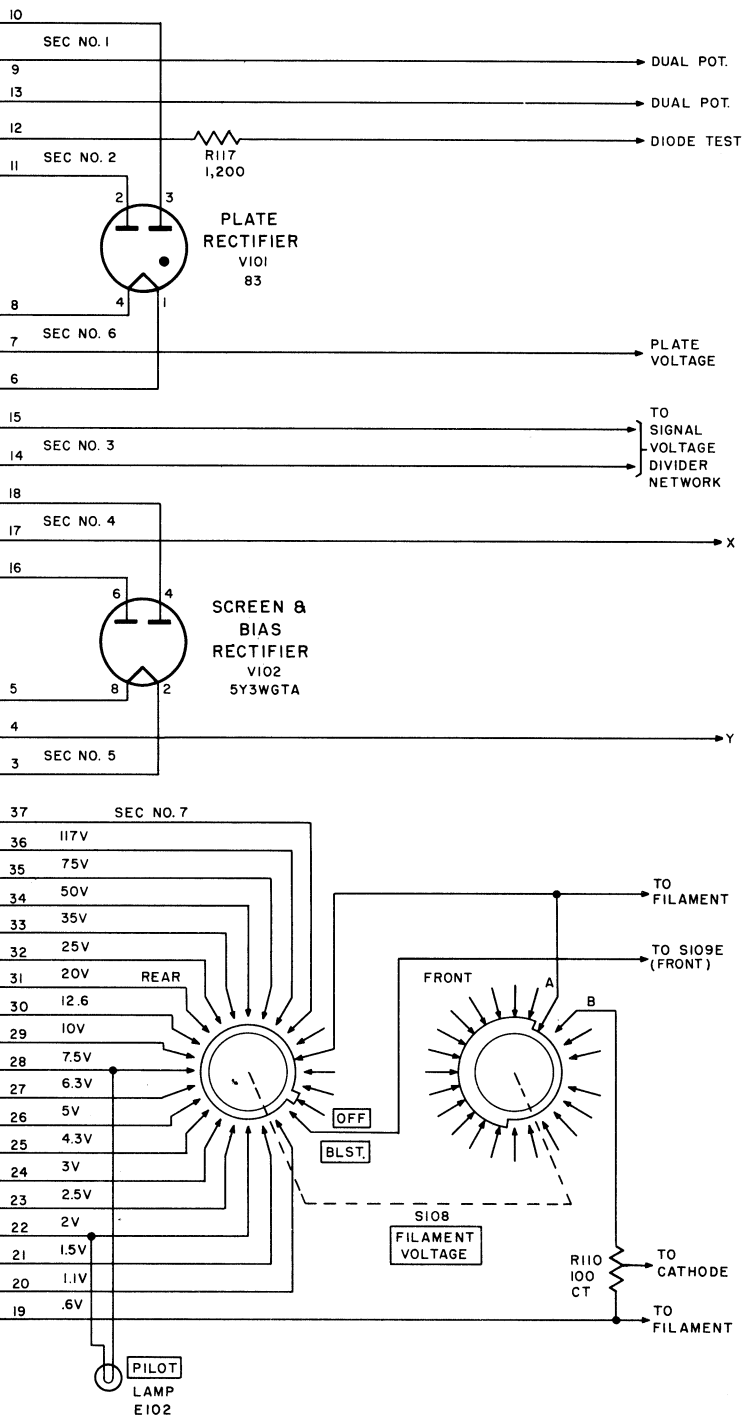 10
SEC NO. 1
9
DUAL POT.
13
DUAL POT.
12
DIODE TEST
R117
1,200
11
SEC NO. 2
2
3
PLATE
RECTIFIER
V101
83
4
1
8
SEC NO. 6
7
PLATE
VOLTAGE
6
15
TO
SIGNAL
VOLTAGE
DIVIDER
NETWORK
SEC NO. 3
14
18
SEC NO. 4
17
X
16
6
4
SCREEN &
BIAS
RECTIFIER
V102
5Y3WGTA
8
2
5
4
Y
SEC NO. 5
3
37
SEC NO. 7
36
117V
35
75V
34
50V
33
35V
32
25V
31
20V
30
12.6
29
10V
28
7.5V
27
6.3V
26
5V
25
4.3V
24
3V
23
2.5V
22
2V
21
1.5V
20
1.1V
19
.6V
REAR
TO
FILAMENT
TO S109E
(FRONT)
FRONT
A
B
OFF
BLST.
S108
FILAMENT
VOLTAGE
R110
100
CT
TO
CATHODE
TO
FILAMENT
PILOT
LAMP
E102